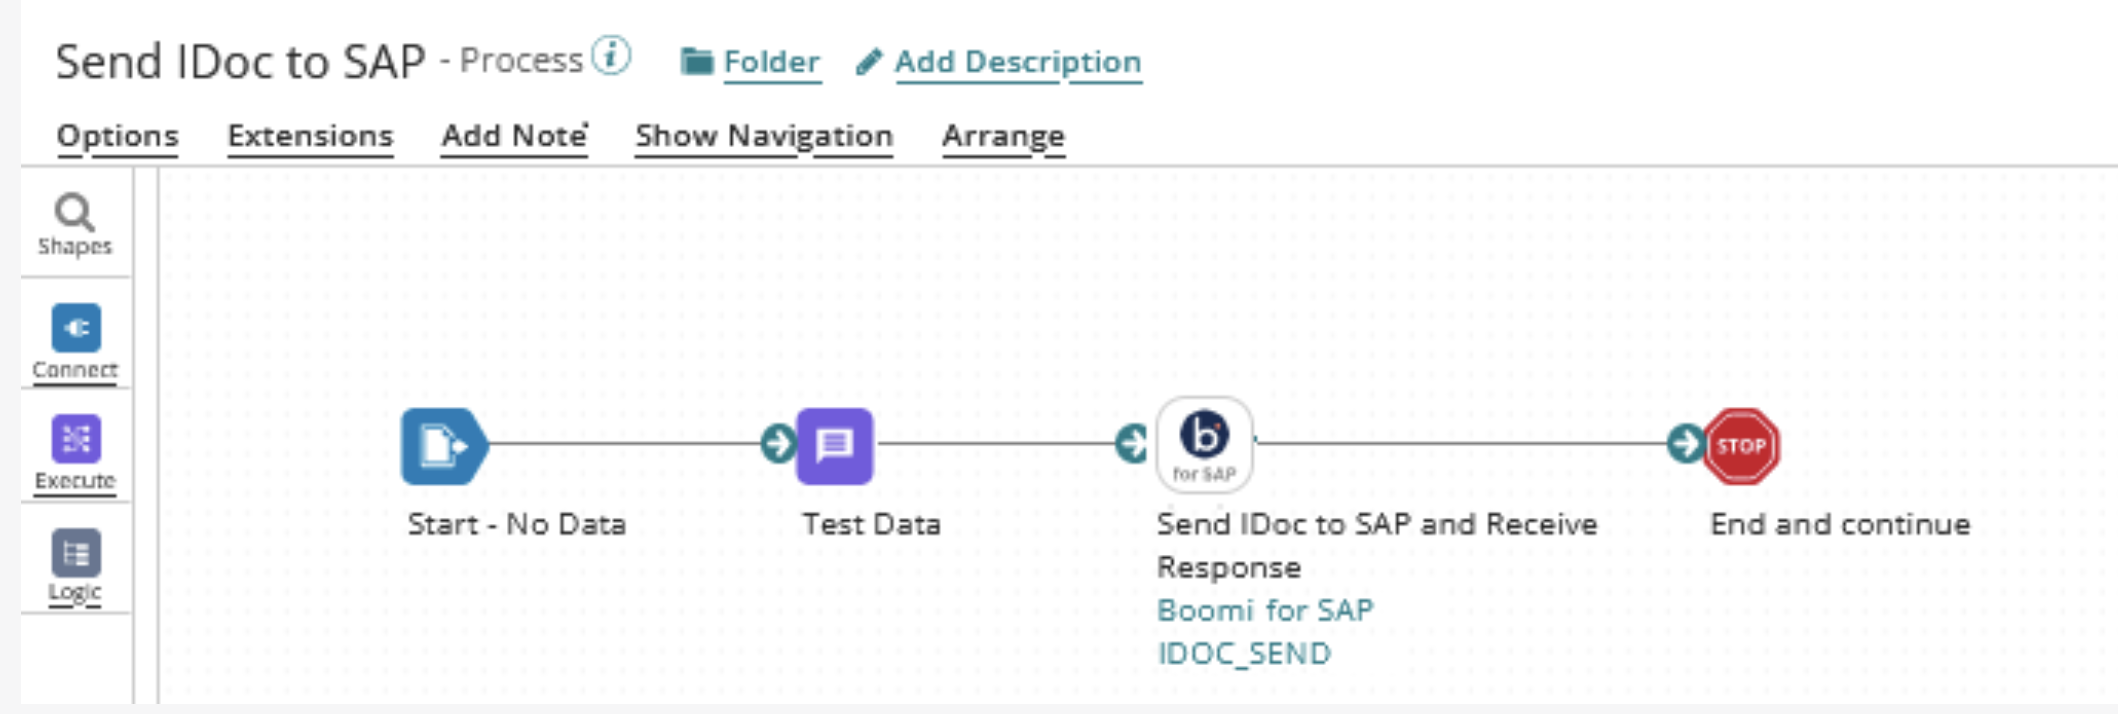 Send IDoc to SAP - Process i Folder Add Description
Options Extensions Add Note Show Navigation Arrange
Shapes
Connect
Execute
Logic
b
for SAP
STOP
Start - No Data
Test Data
Send IDoc to SAP and Receive
Response
Boomi for SAP
IDOC_SEND
End and continue